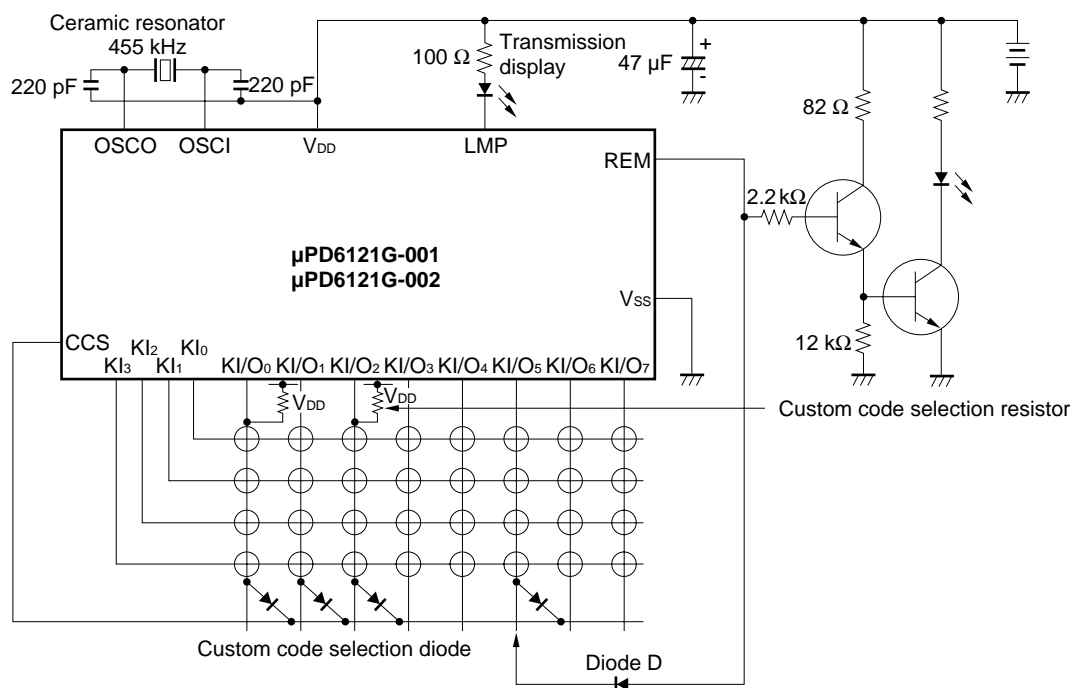 Ceramic resonator
455 kHz
220 pF
220 pF
100 Ω
Transmission
display
47 µF
+
-
82 Ω
OSCO
OSCI
VDD
LMP
REM
2.2 kΩ
µPD6121G-001
µPD6121G-002
VSS
CCS
KI3
KI2
KI1
KI0
KI/O0
KI/O1
KI/O2
KI/O3
KI/O4
KI/O5
KI/O6
KI/O7
12 kΩ
VDD
VDD
Custom code selection resistor
Custom code selection diode
Diode D